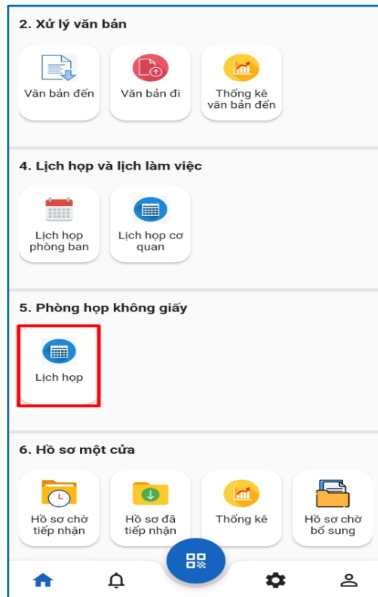 2. Xử lý văn bản
Văn bản đến
Văn bản đi
Thống kê
văn bản đến
4. Lịch họp và lịch làm việc
Lịch họp
phòng ban
Lịch họp cơ
quan
5. Phòng họp không giấy
Lịch họp
6. Hồ sơ một cửa
Hồ sơ chờ
tiếp nhận
Hồ sơ đã
tiếp nhận
Thống kê
Hồ sơ chờ
bổ sung